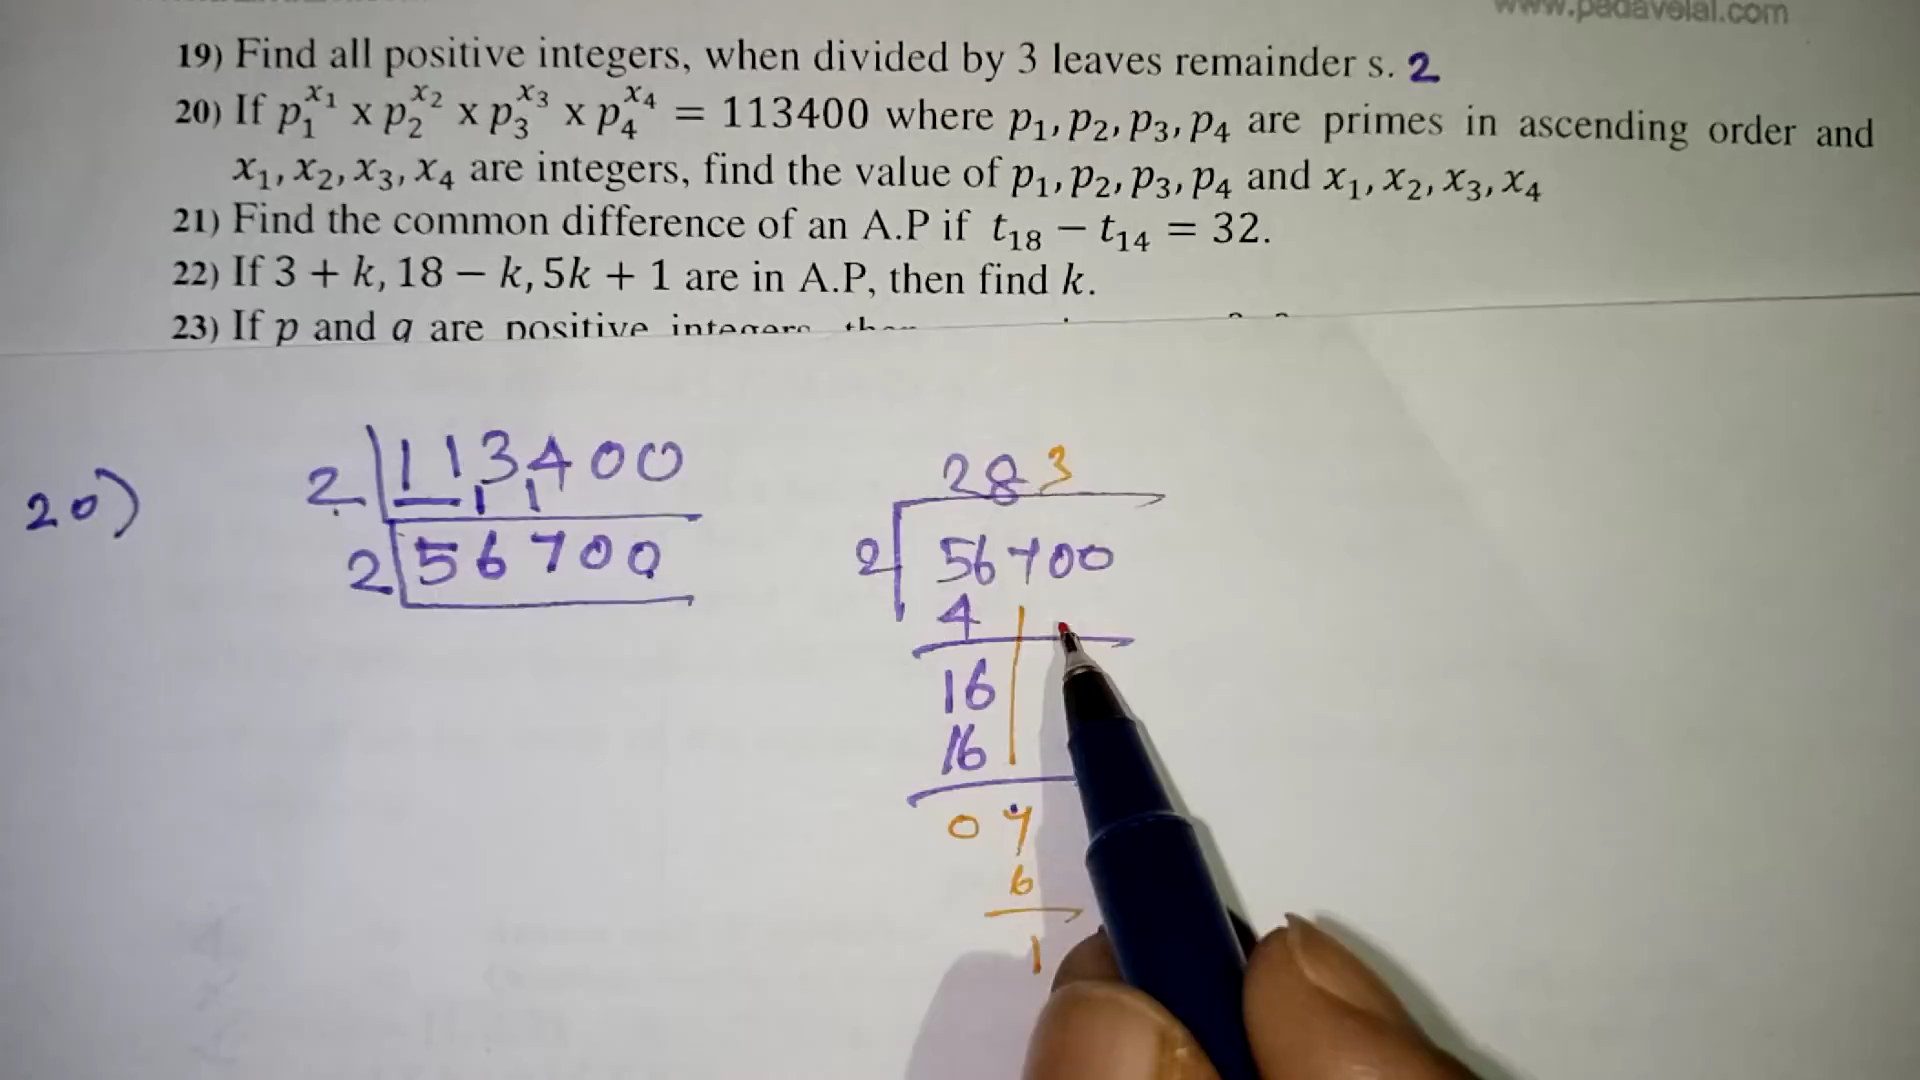 www.padavelai.com
19) Find all positive integers, when divided by 3 leaves remainder s. 2
20) If p₁^x₁ x p₂^x₂ x p₃^x₃ x p₄^x₄ = 113400 where p₁, p₂, p₃, p₄ are primes in ascending order and
x₁, x₂, x₃, x₄ are integers, find the value of p₁, p₂, p₃, p₄ and x₁, x₂, x₃, x₄
21) Find the common difference of an A.P if t₁₈ − t₁₄ = 32.
22) If 3 + k, 18 − k, 5k + 1 are in A.P, then find k.
23) If p and q are positive integers
20)
2 113400
1 1
2 56700
283
2 56700
4
16
16
07
6
1